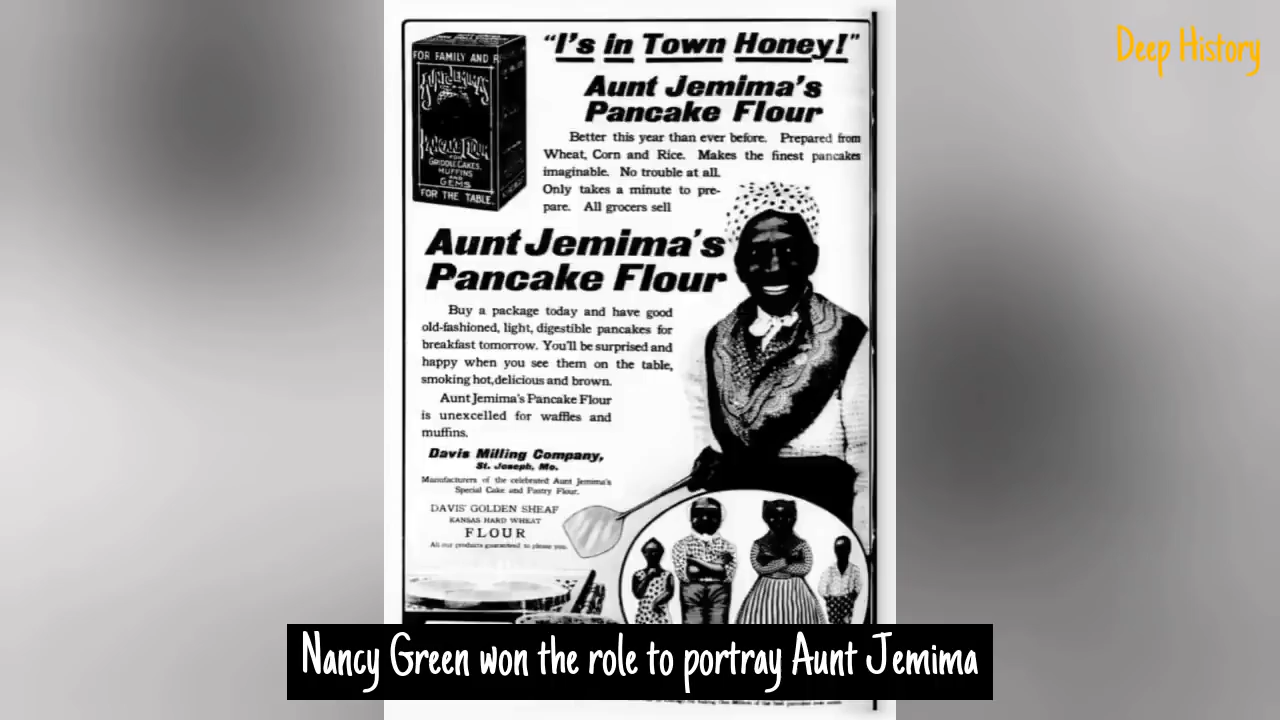 Deep History
"I's in Town Honey!"
Aunt Jemima's
Pancake Flour
Better this year than ever before. Prepared from
Wheat, Corn and Rice. Makes the finest pancakes
imaginable. No trouble at all.
Only takes a minute to pre-
pare. All grocers sell
FOR FAMILY AND
AUNT JEMIMA'S
PANCAKE FLOUR
FOR
GRIDDLE CAKES,
MUFFINS
AND
GEMS
FOR THE TABLE.
Aunt Jemima's
Pancake Flour
Buy a package today and have good
old-fashioned, light, digestible pancakes for
breakfast tomorrow. You'll be surprised and
happy when you see them on the table,
smoking hot, delicious and brown.
Aunt Jemima's Pancake Flour
is unexcelled for waffles and
muffins.
Davis Milling Company,
St. Joseph, Mo.
Manufacturers of the celebrated Aunt Jemima's
Special Cake and Pastry Flour.
DAVIS' GOLDEN SHEAF
KANSAS HARD WHEAT
FLOUR
All our products guaranteed to please you.
Nancy Green won the role to portray Aunt Jemima